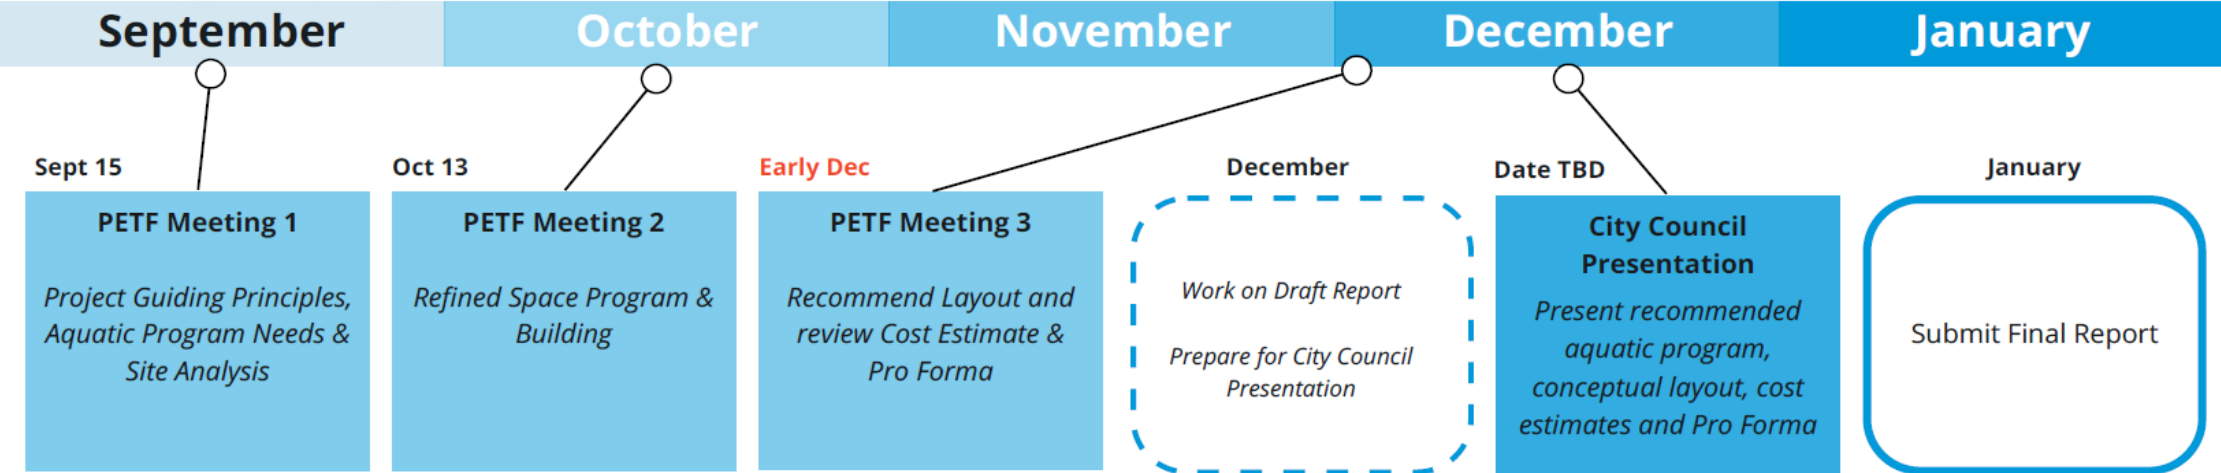 September
October
November
December
January
Sept 15
PETF Meeting 1
Project Guiding Principles,
Aquatic Program Needs &
Site Analysis
Oct 13
PETF Meeting 2
Refined Space Program &
Building
Early Dec
PETF Meeting 3
Recommend Layout and
review Cost Estimate &
Pro Forma
December
Work on Draft Report
Prepare for City Council
Presentation
Date TBD
City Council
Presentation
Present recommended
aquatic program,
conceptual layout, cost
estimates and Pro Forma
January
Submit Final Report